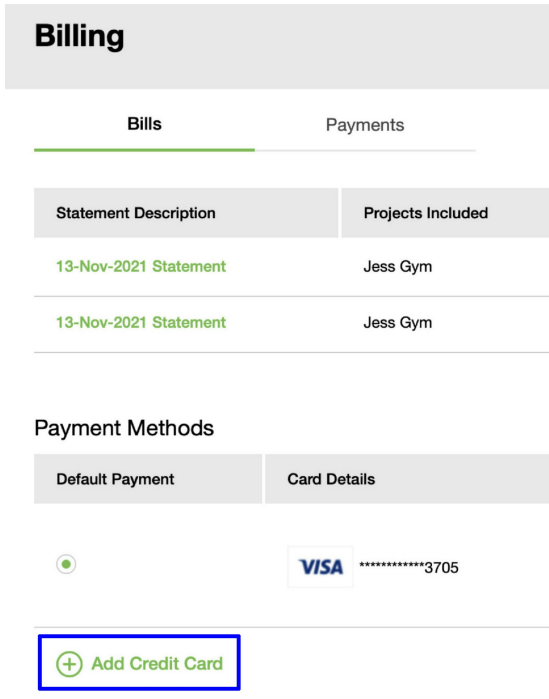 Billing
Bills Payments
Statement Description Projects Included
13-Nov-2021 Statement Jess Gym
13-Nov-2021 Statement Jess Gym
Payment Methods
Default Payment Card Details
VISA ************3705
Add Credit Card